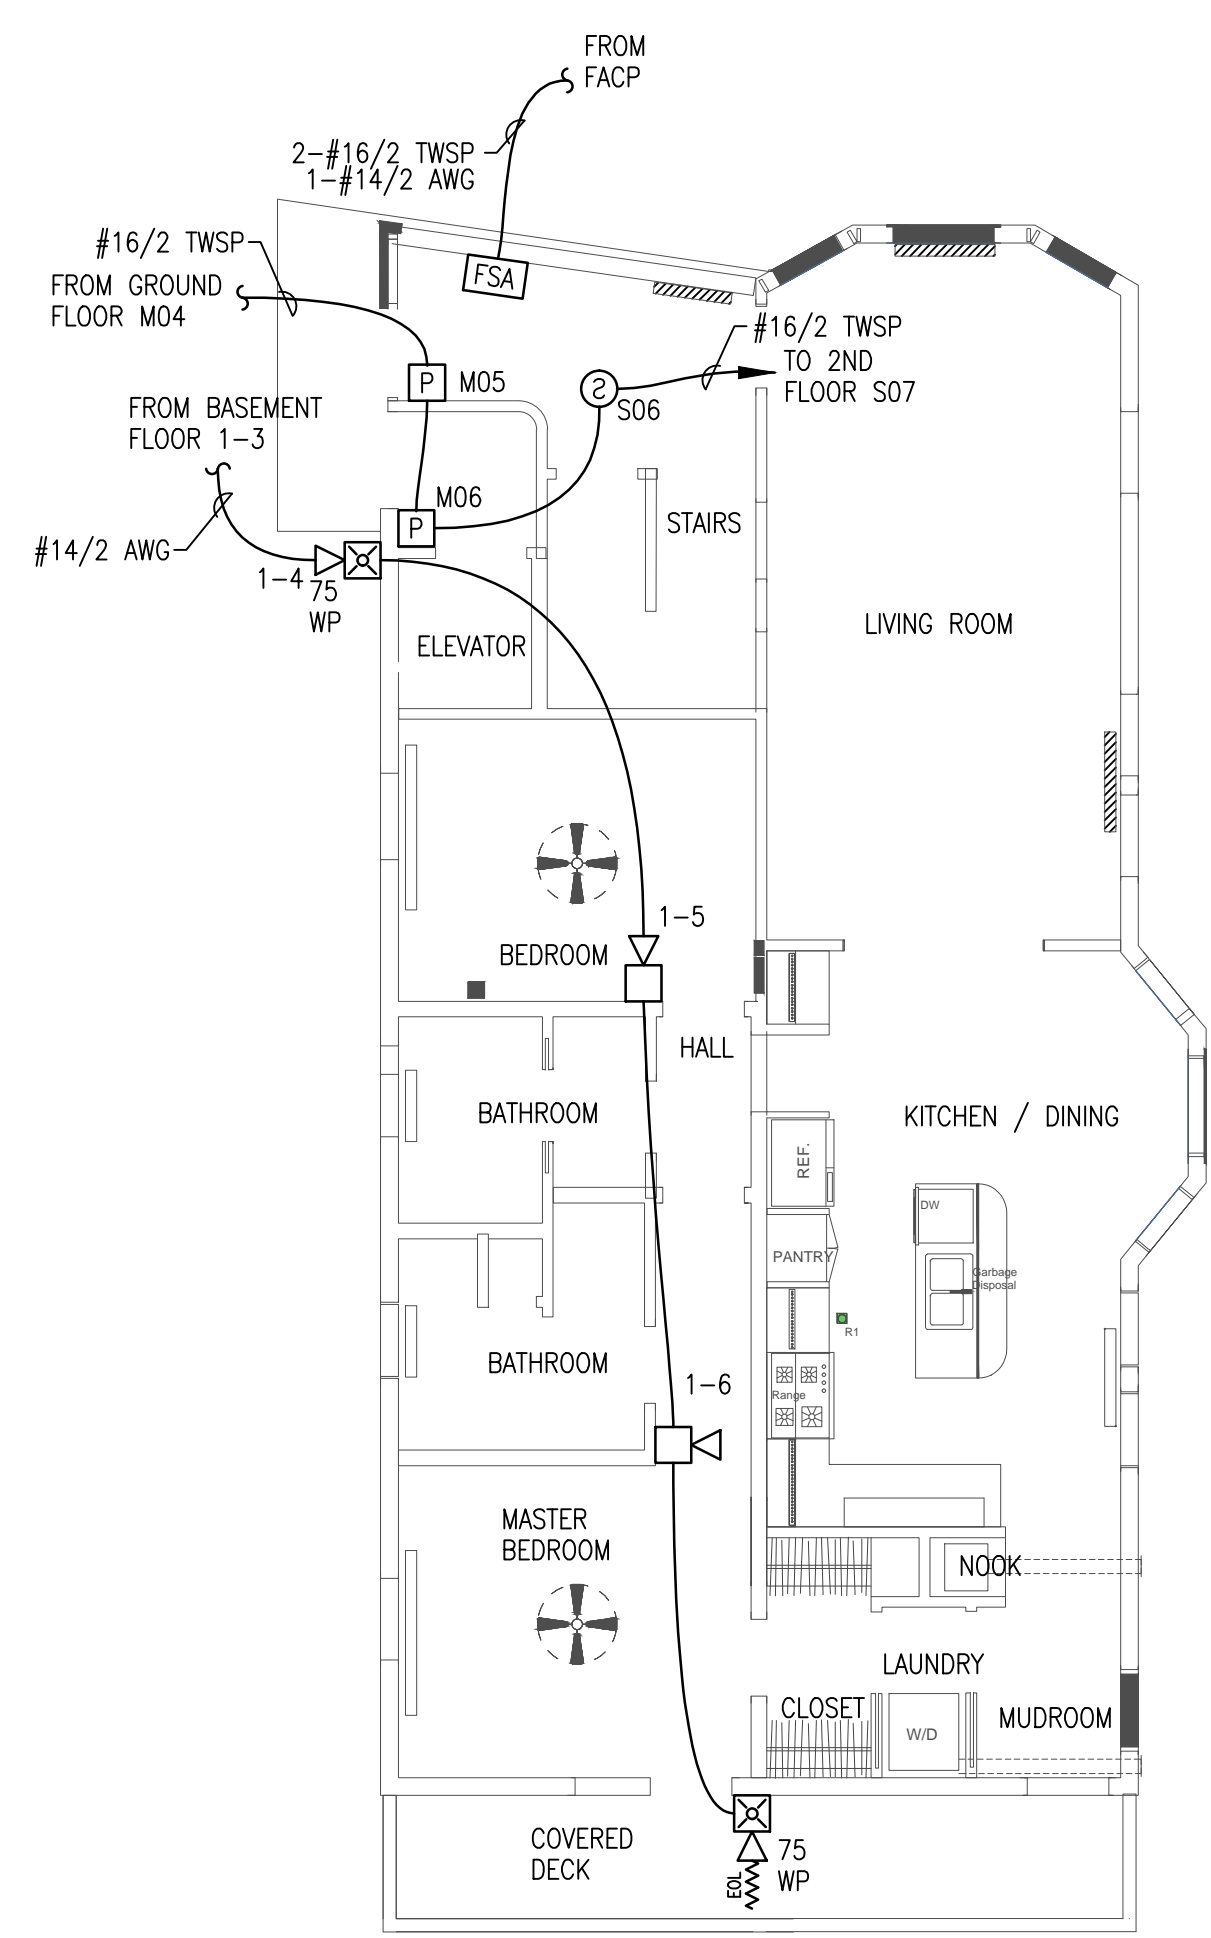 FROM
FACP
2-#16/2 TWSP
1-#14/2 AWG
#16/2 TWSP
FROM GROUND
FLOOR M04
FSA
#16/2 TWSP
TO 2ND
FLOOR S07
P
M05
S
S06
FROM BASEMENT
FLOOR 1-3
M06
P
STAIRS
#14/2 AWG
1-4
75
WP
ELEVATOR
LIVING ROOM
1-5
BEDROOM
HALL
BATHROOM
KITCHEN / DINING
REF.
DW
PANTRY
Garbage
Disposal
R1
BATHROOM
1-6
Range
MASTER
BEDROOM
NOOK
LAUNDRY
CLOSET
MUDROOM
W/D
COVERED
DECK
75
WP
EOL